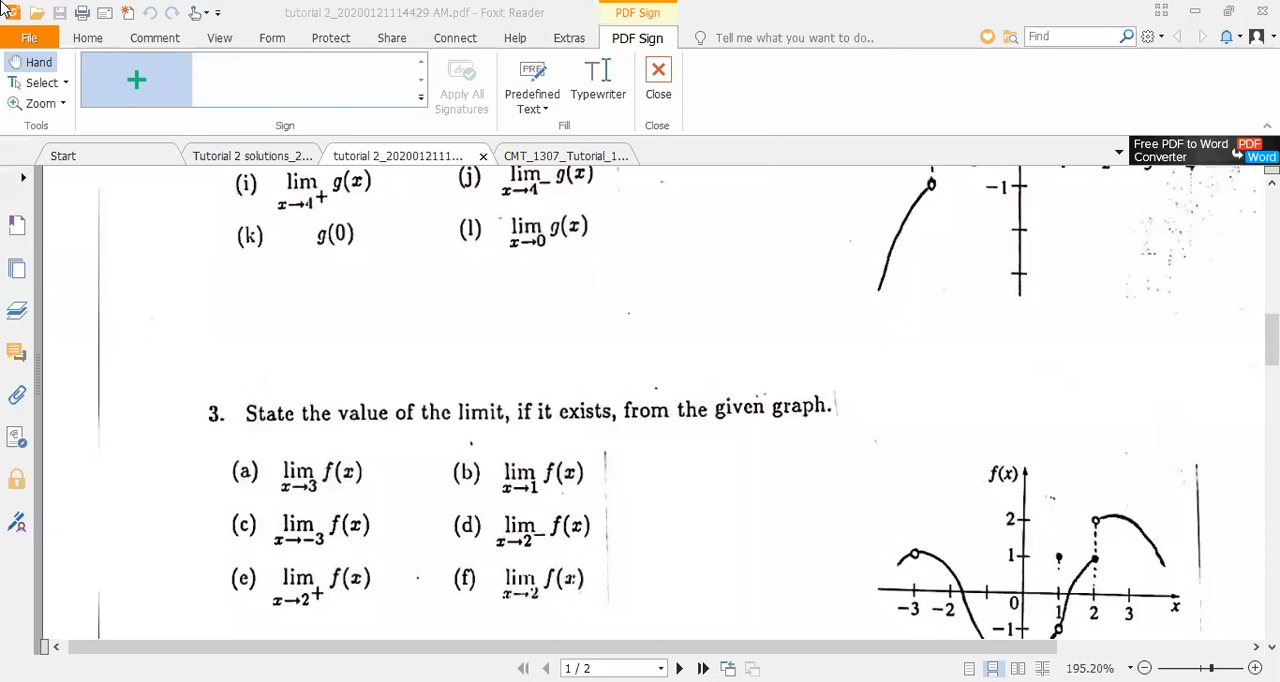 tutorial 2_20200121114429 AM.pdf - Foxit Reader
PDF Sign
File
Home
Comment
View
Form
Protect
Share
Connect
Help
Extras
PDF Sign
Tell me what you want to do..
Find
Hand
Select
Zoom
Tools
Sign
Apply All
Signatures
PRE
Predefined
Text
Typewriter
Fill
Close
Close
Start
Tutorial 2 solutions_2...
tutorial 2_2020012111...
CMT_1307_Tutorial_1...
Free PDF to Word
Converter
PDF
Word
(i) lim x→4+ g(x)
(j) lim x→4− g(x)
(k) g(0)
(l) lim x→0 g(x)
−1
3. State the value of the limit, if it exists, from the given graph.
(a) lim x→3 f(x)
(b) lim x→1 f(x)
(c) lim x→−3 f(x)
(d) lim x→2− f(x)
(e) lim x→2+ f(x)
(f) lim x→2 f(x)
f(x)
2
1
−3 −2 0 1 2 3 x
−1
1 / 2
195.20%